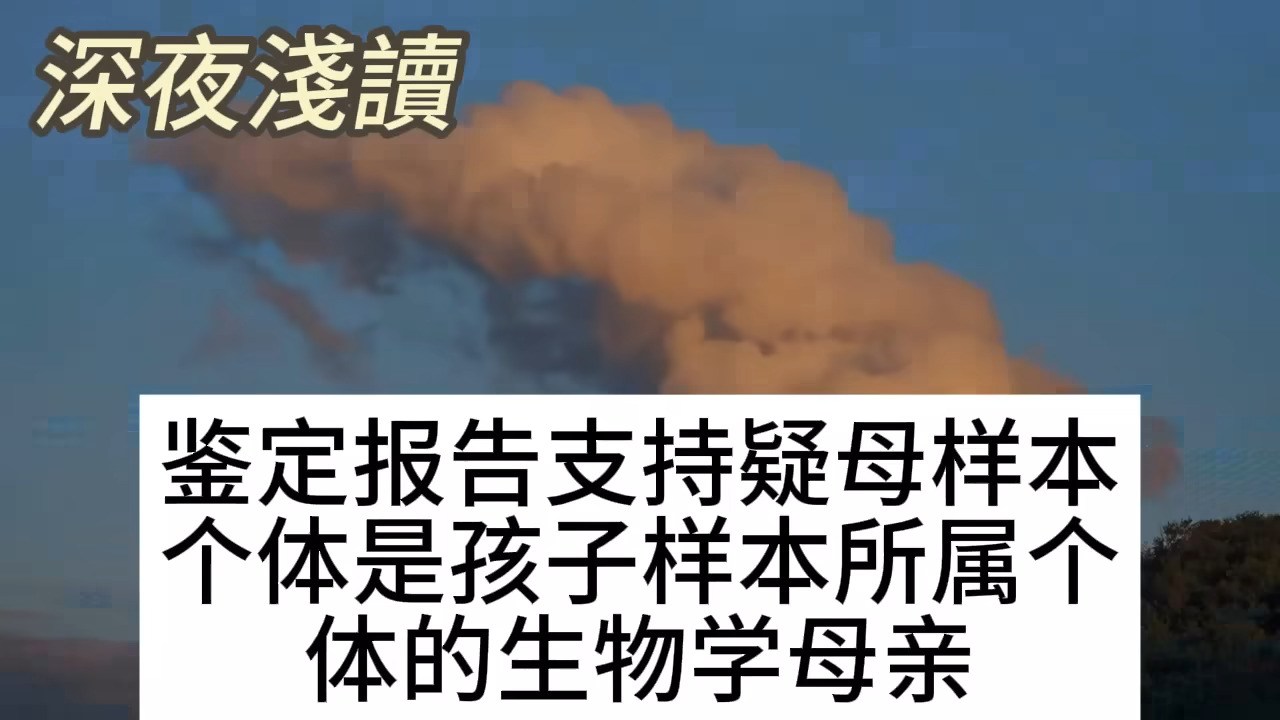 深夜淺讀
鉴定报告支持疑母样本
个体是孩子样本所属个
体的生物学母亲